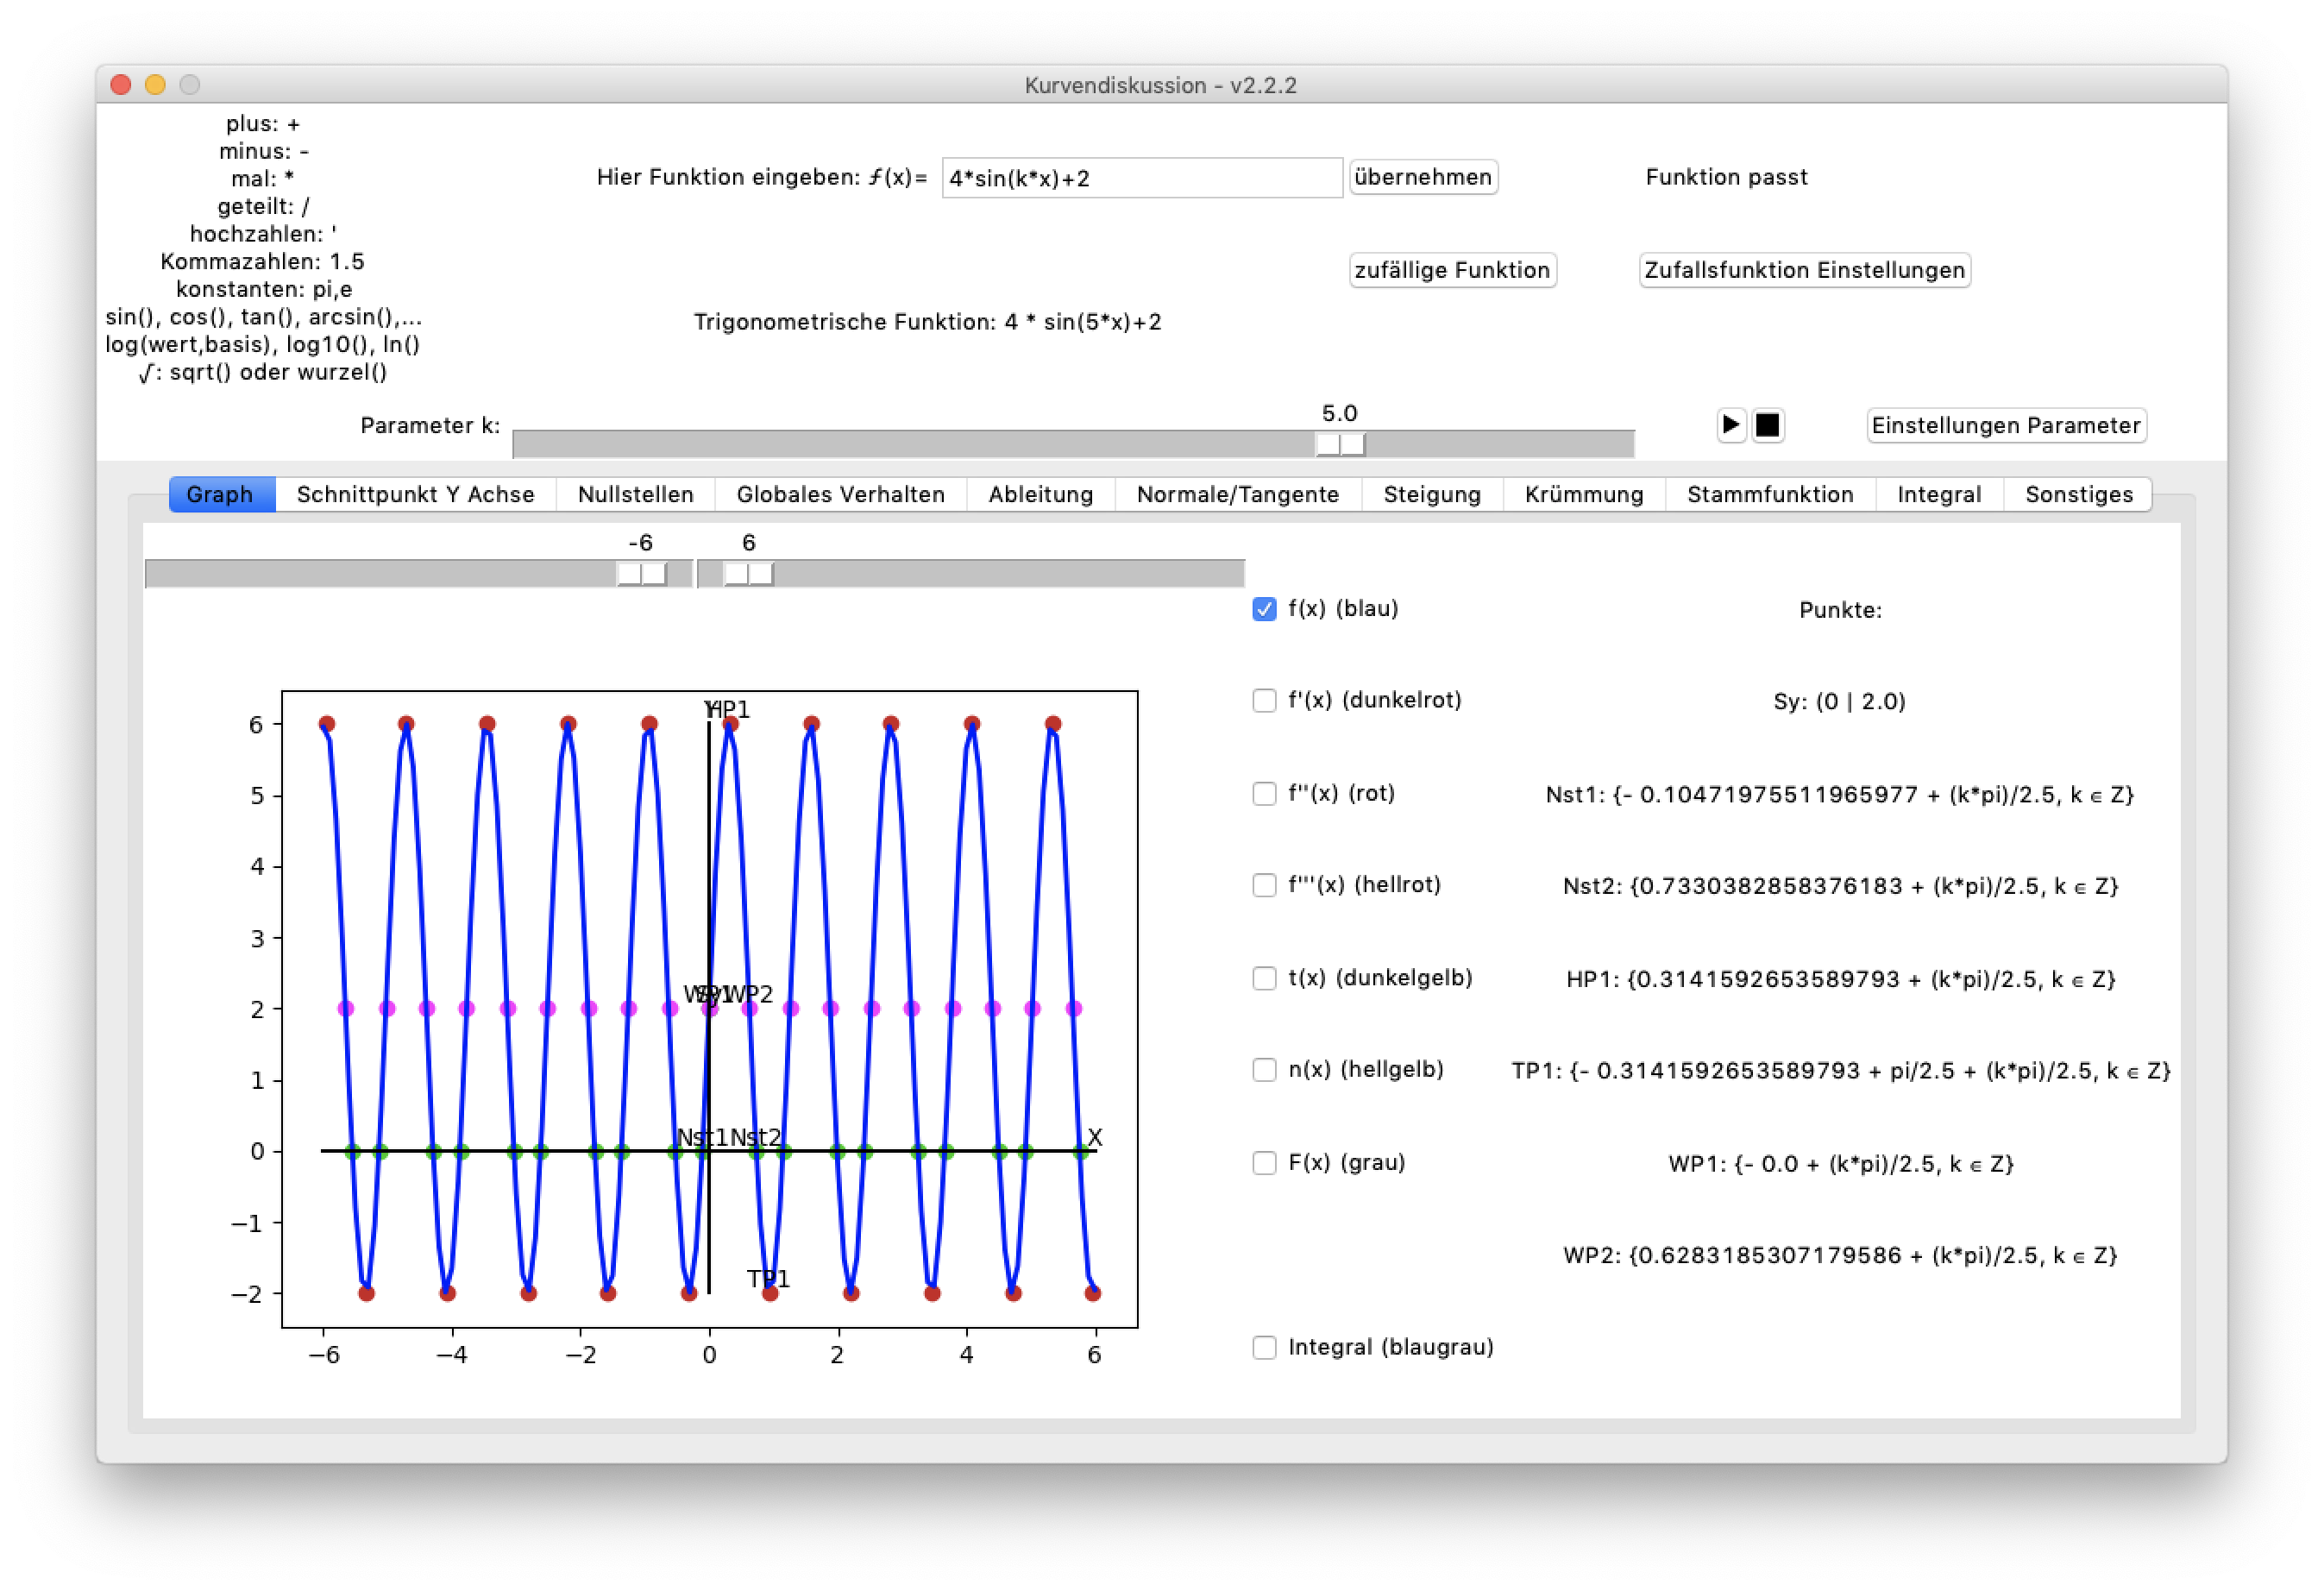 Kurvendiskussion - v2.2.2
plus: +
minus: -
mal: *
geteilt: /
hochzahlen: '
Kommazahlen: 1.5
konstanten: pi,e
sin(), cos(), tan(), arcsin(),...
log(wert,basis), log10(), ln()
√: sqrt() oder wurzel()
Hier Funktion eingeben: ƒ(x)= 4*sin(k*x)+2 übernehmen Funktion passt
zufällige Funktion Zufallsfunktion Einstellungen
Trigonometrische Funktion: 4 * sin(5*x)+2
5.0
Parameter k: Einstellungen Parameter
Graph Schnittpunkt Y Achse Nullstellen Globales Verhalten Ableitung Normale/Tangente Steigung Krümmung Stammfunktion Integral Sonstiges
-6 6
Y HP1
6
5
4
3
WP1 Sy WP2
2
1
Nst1 Nst2 X
0
−1
TP1
−2
−6 −4 −2 0 2 4 6
f(x) (blau) Punkte:
f'(x) (dunkelrot) Sy: (0 | 2.0)
f''(x) (rot) Nst1: {- 0.10471975511965977 + (k*pi)/2.5, k ∈ Z}
f'''(x) (hellrot) Nst2: {0.7330382858376183 + (k*pi)/2.5, k ∈ Z}
t(x) (dunkelgelb) HP1: {0.3141592653589793 + (k*pi)/2.5, k ∈ Z}
n(x) (hellgelb) TP1: {- 0.3141592653589793 + pi/2.5 + (k*pi)/2.5, k ∈ Z}
F(x) (grau) WP1: {- 0.0 + (k*pi)/2.5, k ∈ Z}
WP2: {0.6283185307179586 + (k*pi)/2.5, k ∈ Z}
Integral (blaugrau)